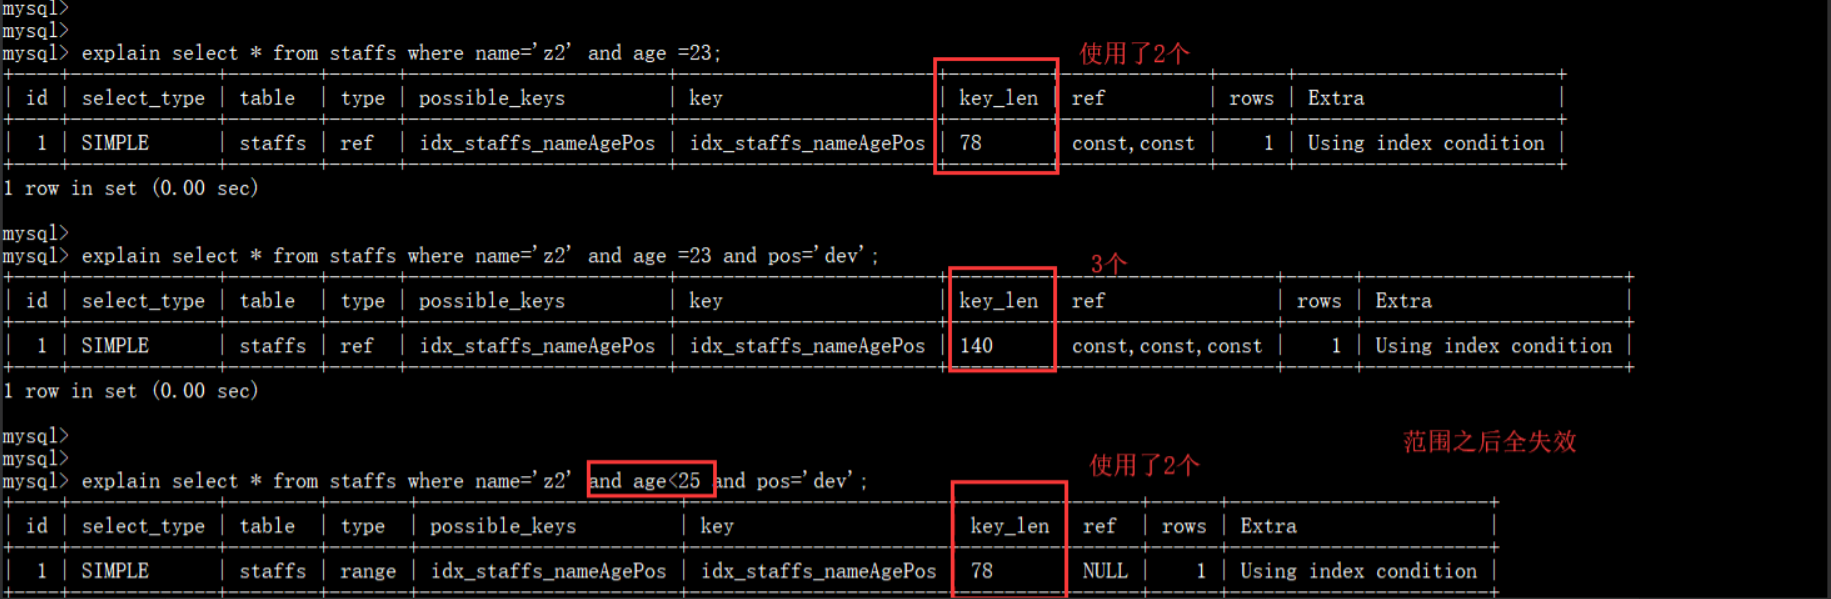 mysql>
mysql>
mysql> explain select * from staffs where name='z2' and age =23;
使用了2个
| id | select_type | table | type | possible_keys | key | key_len | ref | rows | Extra |
| 1 | SIMPLE | staffs | ref | idx_staffs_nameAgePos | idx_staffs_nameAgePos | 78 | const,const | 1 | Using index condition |
1 row in set (0.00 sec)
mysql>
mysql> explain select * from staffs where name='z2' and age =23 and pos='dev';
3个
| id | select_type | table | type | possible_keys | key | key_len | ref | rows | Extra |
| 1 | SIMPLE | staffs | ref | idx_staffs_nameAgePos | idx_staffs_nameAgePos | 140 | const,const,const | 1 | Using index condition |
1 row in set (0.00 sec)
mysql>
范围之后全失效
mysql>
使用了2个
mysql> explain select * from staffs where name='z2' and age<25 and pos='dev';
| id | select_type | table | type | possible_keys | key | key_len | ref | rows | Extra |
| 1 | SIMPLE | staffs | range | idx_staffs_nameAgePos | idx_staffs_nameAgePos | 78 | NULL | 1 | Using index condition |